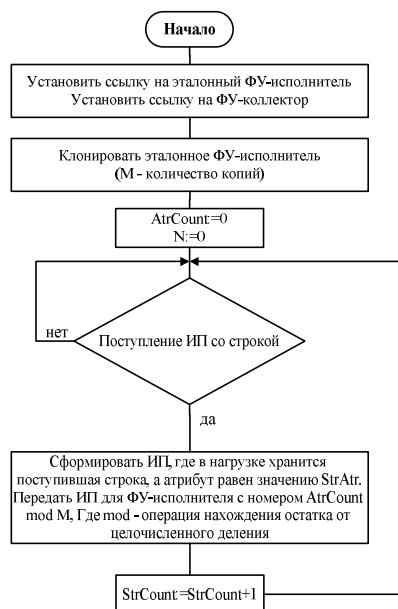 Начало
Установить ссылку на эталонный ФУ-исполнитель
Установить ссылку на ФУ-коллектор
Клонировать эталонное ФУ-исполнитель
(М - количество копий)
AtrCount:=0
N:=0
нет
Поступление ИП со строкой
да
Сформировать ИП, где в нагрузке хранится
поступившая строка, а атрибут равен значению StrAtr.
Передать ИП для ФУ-исполнителя с номером AtrCount
mod M, Где mod - операция нахождения остатка от
целочисленного деления
StrCount:=StrCount+1